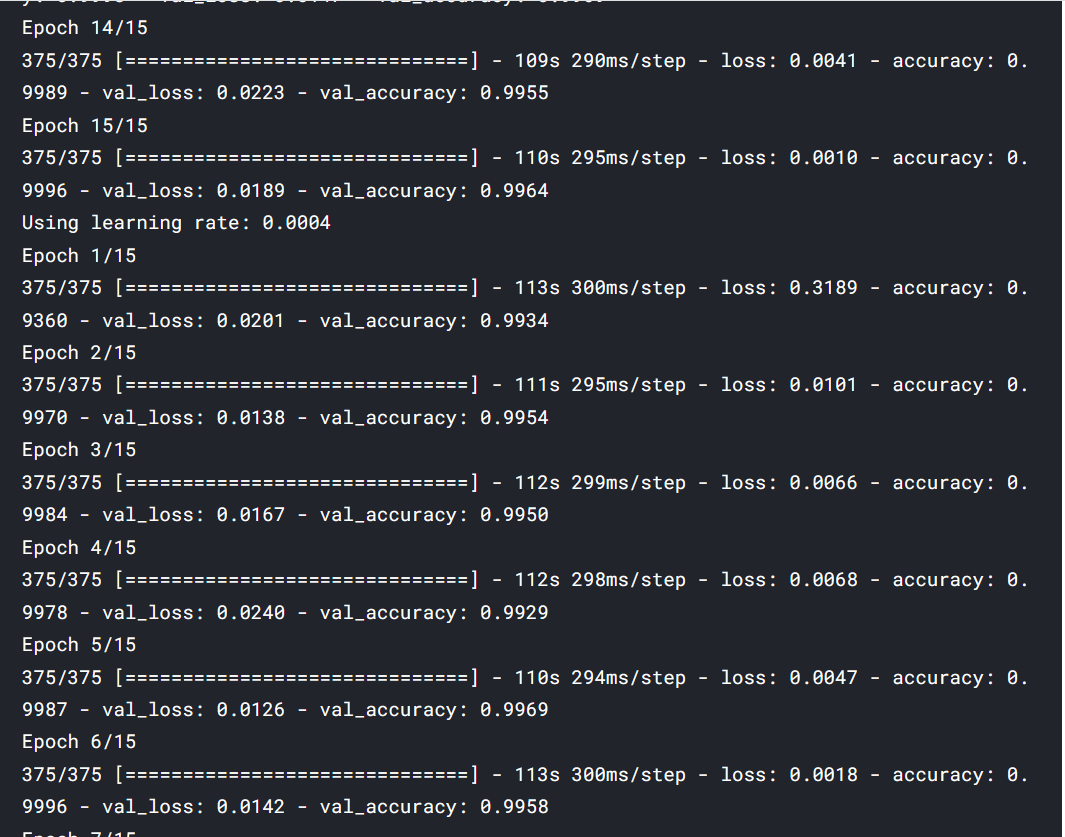 Epoch 14/15
375/375 [==============================] - 109s 290ms/step - loss: 0.0041 - accuracy: 0.
9989 - val_loss: 0.0223 - val_accuracy: 0.9955
Epoch 15/15
375/375 [==============================] - 110s 295ms/step - loss: 0.0010 - accuracy: 0.
9996 - val_loss: 0.0189 - val_accuracy: 0.9964
Using learning rate: 0.0004
Epoch 1/15
375/375 [==============================] - 113s 300ms/step - loss: 0.3189 - accuracy: 0.
9360 - val_loss: 0.0201 - val_accuracy: 0.9934
Epoch 2/15
375/375 [==============================] - 111s 295ms/step - loss: 0.0101 - accuracy: 0.
9970 - val_loss: 0.0138 - val_accuracy: 0.9954
Epoch 3/15
375/375 [==============================] - 112s 299ms/step - loss: 0.0066 - accuracy: 0.
9984 - val_loss: 0.0167 - val_accuracy: 0.9950
Epoch 4/15
375/375 [==============================] - 112s 298ms/step - loss: 0.0068 - accuracy: 0.
9978 - val_loss: 0.0240 - val_accuracy: 0.9929
Epoch 5/15
375/375 [==============================] - 110s 294ms/step - loss: 0.0047 - accuracy: 0.
9987 - val_loss: 0.0126 - val_accuracy: 0.9969
Epoch 6/15
375/375 [==============================] - 113s 300ms/step - loss: 0.0018 - accuracy: 0.
9996 - val_loss: 0.0142 - val_accuracy: 0.9958
Epoch 7/15